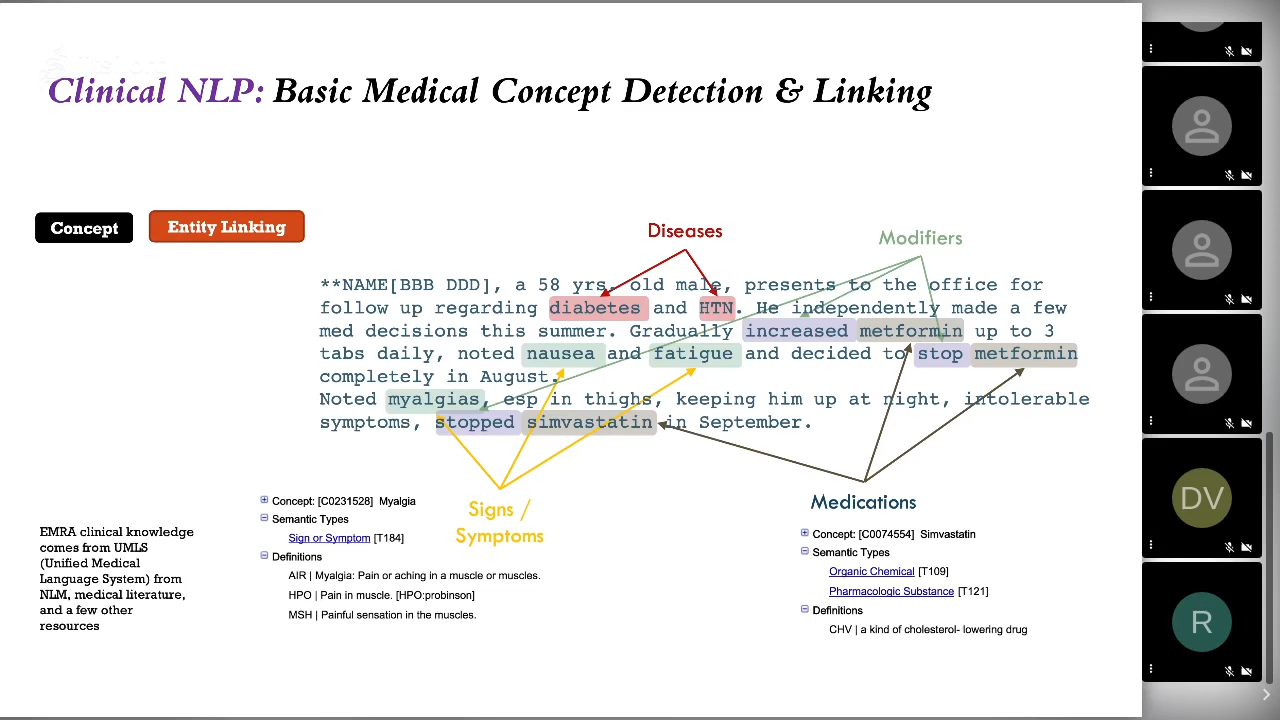 Clinical NLP: Basic Medical Concept Detection & Linking
Concept
Entity Linking
Diseases
Modifiers
**NAME[BBB DDD], a 58 yrs, old male, presents to the office for
follow up regarding diabetes and HTN. He independently made a few
med decisions this summer. Gradually increased metformin up to 3
tabs daily, noted nausea and fatigue and decided to stop metformin
completely in August.
Noted myalgias, esp in thighs, keeping him up at night, intolerable
symptoms, stopped simvastatin in September.
Signs /
Symptoms
Medications
Concept: [C0231528] Myalgia
Semantic Types
Sign or Symptom [T184]
Definitions
AIR | Myalgia: Pain or aching in a muscle or muscles.
HPO | Pain in muscle. [HPO:probinson]
MSH | Painful sensation in the muscles.
Concept: [C0074554] Simvastatin
Semantic Types
Organic Chemical [T109]
Pharmacologic Substance [T121]
Definitions
CHV | a kind of cholesterol- lowering drug
EMRA clinical knowledge
comes from UMLS
(Unified Medical
Language System) from
NLM, medical literature,
and a few other
resources
DV
R